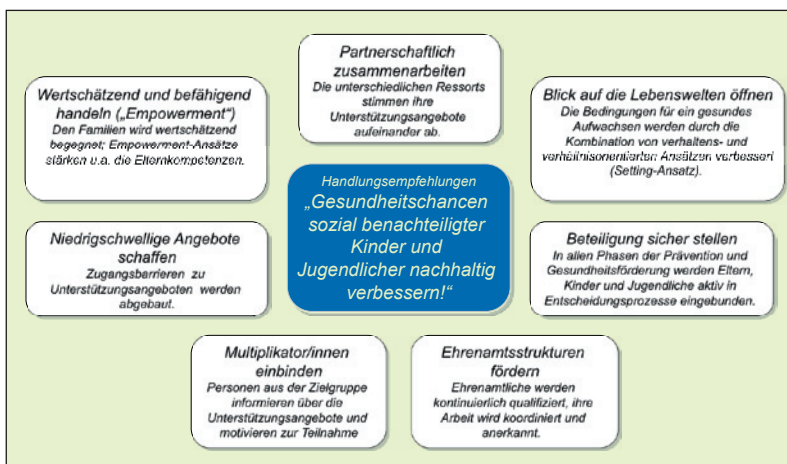 Partnerschaftlich
zusammenarbeiten
Die unterschiedlichen Ressorts
stimmen ihre
Unterstützungsangebote
aufeinander ab.
Wertschätzend und befähigend
handeln („Empowerment“)
Den Familien wird wertschätzend
begegnet; Empowerment-Ansätze
stärken u.a. die Elternkompetenzen.
Blick auf die Lebenswelten öffnen
Die Bedingungen für ein gesundes
Aufwachsen werden durch die
Kombination von verhaltens- und
verhältnisorientierten Ansätzen verbessert
(Setting-Ansatz).
Handlungsempfehlungen
„Gesundheitschancen
sozial benachteiligter
Kinder und
Jugendlicher nachhaltig
verbessern!“
Niedrigschwellige Angebote
schaffen
Zugangsbarrieren zu
Unterstützungsangeboten werden
abgebaut.
Beteiligung sicher stellen
In allen Phasen der Prävention und
Gesundheitsförderung werden Eltern,
Kinder und Jugendliche aktiv in
Entscheidungsprozesse eingebunden.
Multiplikator/innen
einbinden
Personen aus der Zielgruppe
informieren über die
Unterstützungsangebote und
motivieren zur Teilnahme
Ehrenamtsstrukturen
fördern
Ehrenamtliche werden
kontinuierlich qualifiziert, ihre
Arbeit wird koordiniert und
anerkannt.